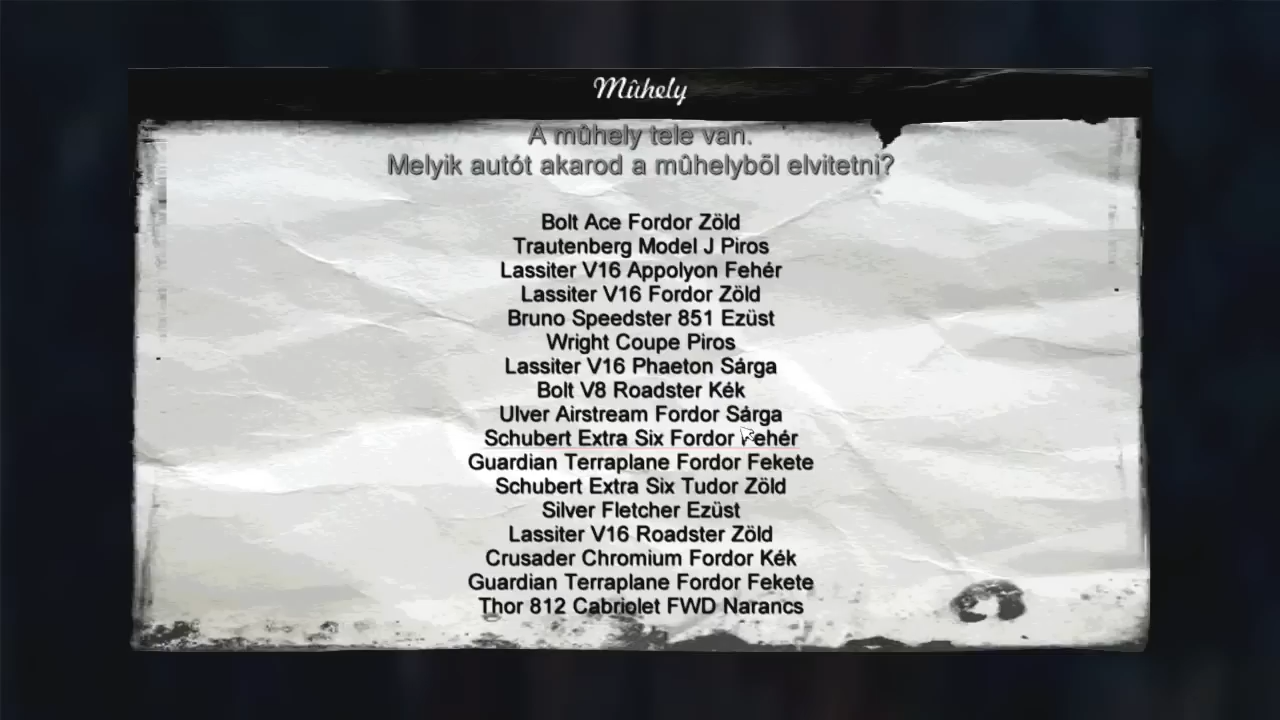 Mûhely
A mûhely tele van.
Melyik autót akarod a mûhelybõl elvitetni?
Bolt Ace Fordor Zöld
Trautenberg Model J Piros
Lassiter V16 Appolyon Fehér
Lassiter V16 Fordor Zöld
Bruno Speedster 851 Ezüst
Wright Coupe Piros
Lassiter V16 Phaeton Sárga
Bolt V8 Roadster Kék
Ulver Airstream Fordor Sárga
Schubert Extra Six Fordor Fehér
Guardian Terraplane Fordor Fekete
Schubert Extra Six Tudor Zöld
Silver Fletcher Ezüst
Lassiter V16 Roadster Zöld
Crusader Chromium Fordor Kék
Guardian Terraplane Fordor Fekete
Thor 812 Cabriolet FWD Narancs